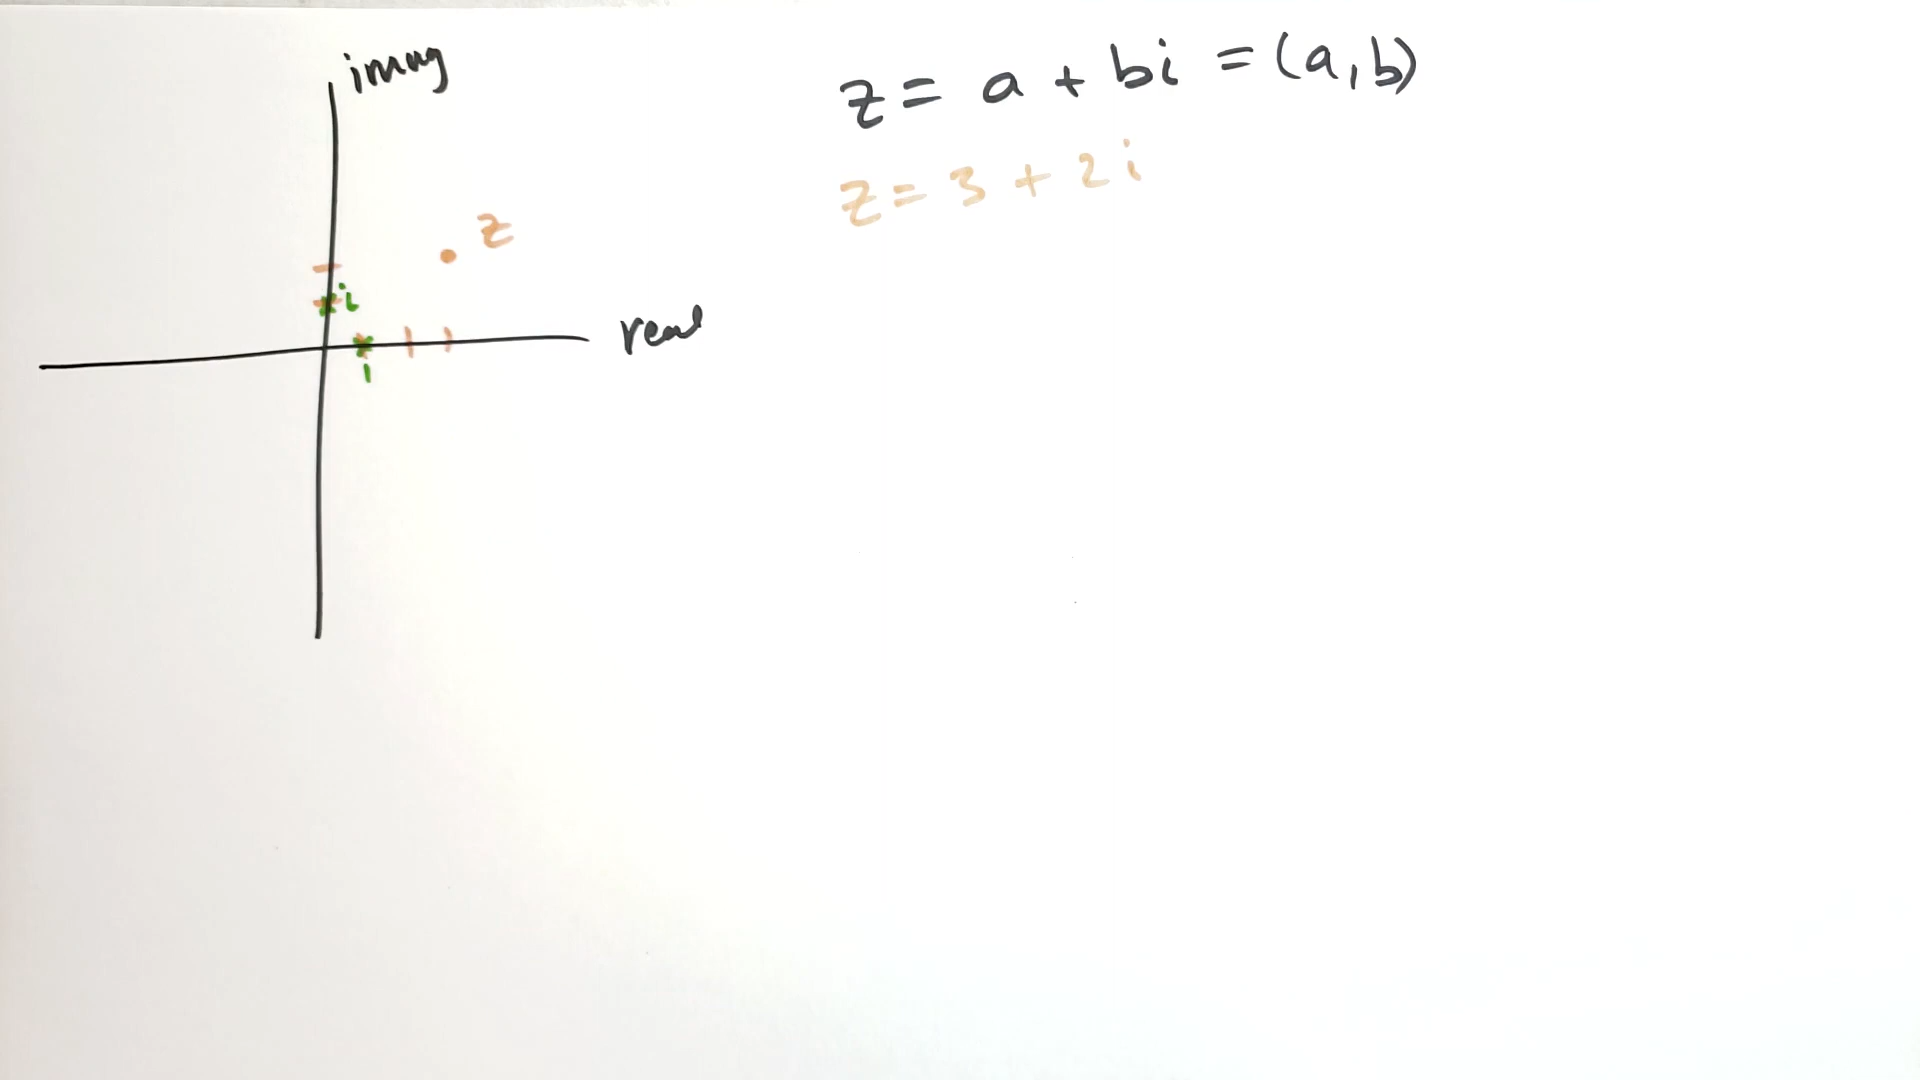 imag
z = a + bi = (a,b)
z = 3 + 2i
z
i
real
1